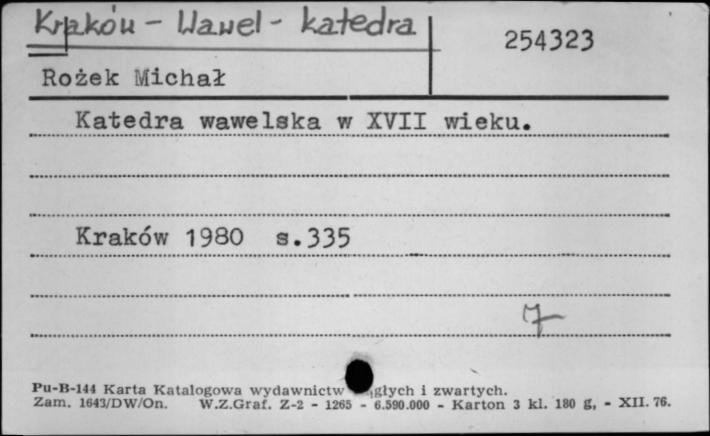 Kraków - Wawel - katedra
254323
Rożek Michał
Katedra wawelska w XVII wieku.
Kraków 1980 s.335
Pu-B-144 Karta Katalogowa wydawnictw głych i zwartych.
Zam. 1643/DW/On. W.Z.Graf. Z-2 - 1265 - 6.590.000 - Karton 3 kl. 180 g, - XII. 76.